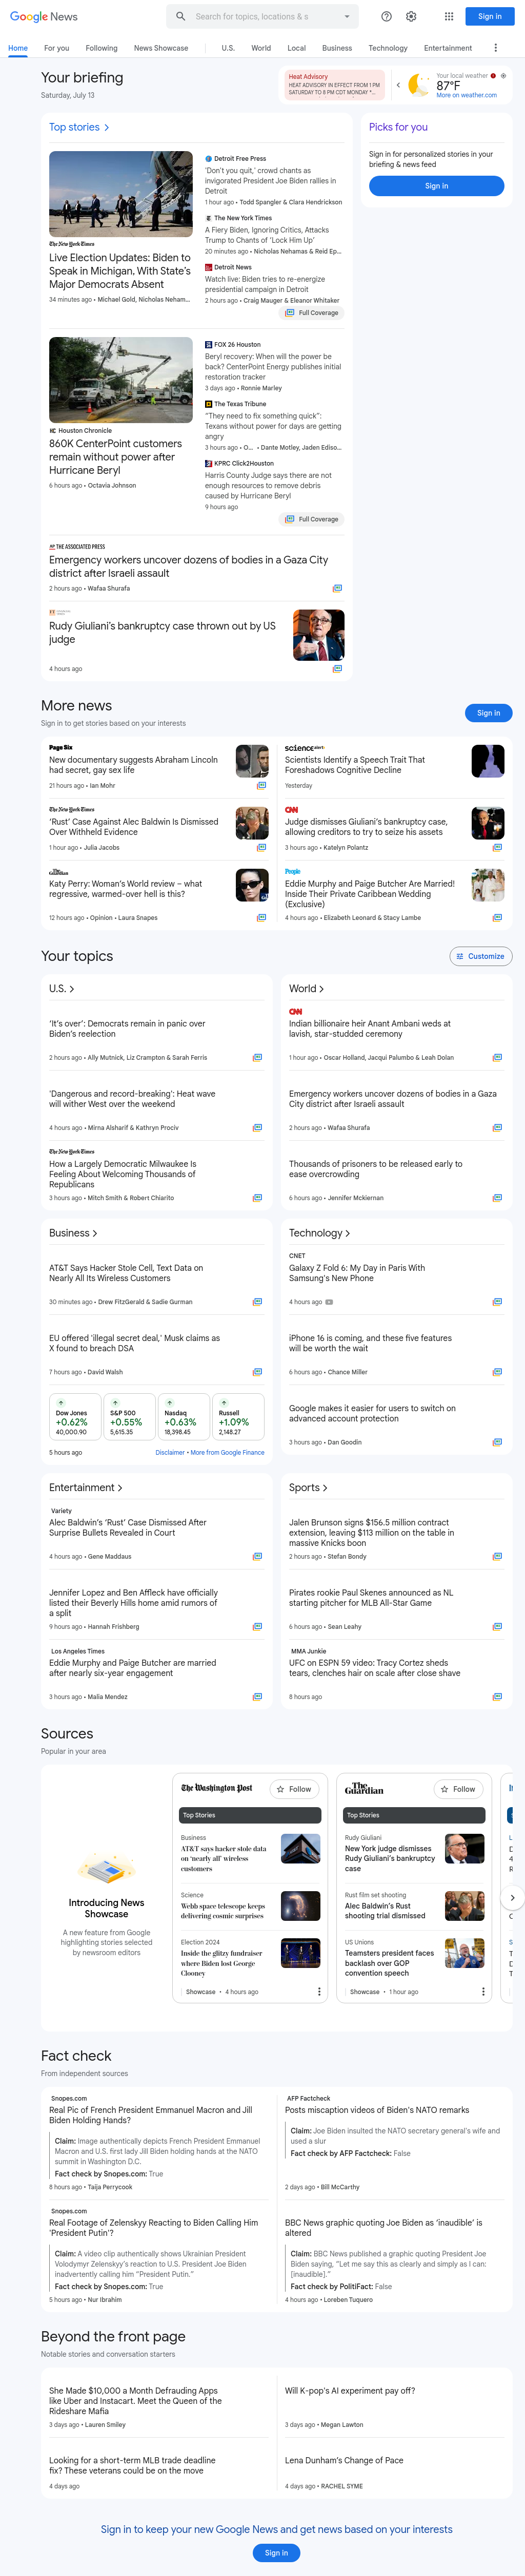 Google News
Search for topics, locations & s
Sign in
Home
For you
Following
News Showcase
U.S.
World
Local
Business
Technology
Entertainment
Your briefing
Saturday, July 13
Heat Advisory
HEAT ADVISORY IN EFFECT FROM 1 PM
SATURDAY TO 8 PM CDT MONDAY *...
Your local weather
87°F
More on weather.com
Top stories
The New York Times
Live Election Updates: Biden to
Speak in Michigan, With State's
Major Democrats Absent
34 minutes ago • Michael Gold, Nicholas Neham...
Detroit Free Press
'Don't you quit,' crowd chants as
invigorated President Joe Biden rallies in
Detroit
1 hour ago • Todd Spangler & Clara Hendrickson
The New York Times
A Fiery Biden, Ignoring Critics, Attacks
Trump to Chants of 'Lock Him Up'
20 minutes ago • Nicholas Nehamas & Reid Ep...
Detroit News
Watch live: Biden tries to re-energize
presidential campaign in Detroit
2 hours ago • Craig Mauger & Eleanor Whitaker
Full Coverage
Houston Chronicle
860K CenterPoint customers
remain without power after
Hurricane Beryl
6 hours ago • Octavia Johnson
FOX 26 Houston
Beryl recovery: When will the power be
back? CenterPoint Energy publishes initial
restoration tracker
3 days ago • Ronnie Marley
The Texas Tribune
"They need to fix something quick":
Texans without power for days are getting
angry
3 hours ago • O... • Dante Motley, Jaden Ediso...
KPRC Click2Houston
Harris County Judge says there are not
enough resources to remove debris
caused by Hurricane Beryl
9 hours ago
Full Coverage
THE ASSOCIATED PRESS
Emergency workers uncover dozens of bodies in a Gaza City
district after Israeli assault
2 hours ago • Wafaa Shurafa
Rudy Giuliani's bankruptcy case thrown out by US
judge
4 hours ago
Picks for you
Sign in for personalized stories in your
briefing & news feed
Sign in
More news
Sign in to get stories based on your interests
Sign in
Page Six
New documentary suggests Abraham Lincoln
had secret, gay sex life
21 hours ago • Ian Mohr
The New York Times
'Rust' Case Against Alec Baldwin Is Dismissed
Over Withheld Evidence
1 hour ago • Julia Jacobs
The Guardian
Katy Perry: Woman's World review – what
regressive, warmed-over hell is this?
12 hours ago • Opinion • Laura Snapes
science alert
Scientists Identify a Speech Trait That
Foreshadows Cognitive Decline
Yesterday
CNN
Judge dismisses Giuliani's bankruptcy case,
allowing creditors to try to seize his assets
3 hours ago • Katelyn Polantz
People
Eddie Murphy and Paige Butcher Are Married!
Inside Their Private Caribbean Wedding
(Exclusive)
4 hours ago • Elizabeth Leonard & Stacy Lambe
Your topics
Customize
U.S.
'It's over': Democrats remain in panic over
Biden's reelection
2 hours ago • Ally Mutnick, Liz Crampton & Sarah Ferris
'Dangerous and record-breaking': Heat wave
will wither West over the weekend
4 hours ago • Mirna Alsharif & Kathryn Prociv
The New York Times
How a Largely Democratic Milwaukee Is
Feeling About Welcoming Thousands of
Republicans
3 hours ago • Mitch Smith & Robert Chiarito
World
CNN
Indian billionaire heir Anant Ambani weds at
lavish, star-studded ceremony
1 hour ago • Oscar Holland, Jacqui Palumbo & Leah Dolan
Emergency workers uncover dozens of bodies in a Gaza
City district after Israeli assault
2 hours ago • Wafaa Shurafa
Thousands of prisoners to be released early to
ease overcrowding
6 hours ago • Jennifer Mckiernan
Business
AT&T Says Hacker Stole Cell, Text Data on
Nearly All Its Wireless Customers
30 minutes ago • Drew FitzGerald & Sadie Gurman
EU offered 'illegal secret deal,' Musk claims as
X found to breach DSA
7 hours ago • David Walsh
Dow Jones
+0.62%
40,000.90
S&P 500
+0.55%
5,615.35
Nasdaq
+0.63%
18,398.45
Russell
+1.09%
2,148.27
5 hours ago
Disclaimer • More from Google Finance
Technology
CNET
Galaxy Z Fold 6: My Day in Paris With
Samsung's New Phone
4 hours ago
iPhone 16 is coming, and these five features
will be worth the wait
6 hours ago • Chance Miller
Google makes it easier for users to switch on
advanced account protection
3 hours ago • Dan Goodin
Entertainment
Variety
Alec Baldwin's 'Rust' Case Dismissed After
Surprise Bullets Revealed in Court
4 hours ago • Gene Maddaus
Jennifer Lopez and Ben Affleck have officially
listed their Beverly Hills home amid rumors of
a split
9 hours ago • Hannah Frishberg
Los Angeles Times
Eddie Murphy and Paige Butcher are married
after nearly six-year engagement
3 hours ago • Malia Mendez
Sports
Jalen Brunson signs $156.5 million contract
extension, leaving $113 million on the table in
massive Knicks boon
2 hours ago • Stefan Bondy
Pirates rookie Paul Skenes announced as NL
starting pitcher for MLB All-Star Game
6 hours ago • Sean Leahy
MMA Junkie
UFC on ESPN 59 video: Tracy Cortez sheds
tears, clenches hair on scale after close shave
8 hours ago
Sources
Popular in your area
Introducing News
Showcase
A new feature from Google
highlighting stories selected
by newsroom editors
The Washington Post
Follow
Top Stories
Business
AT&T says hacker stole data
on 'nearly all' wireless
customers
Science
Webb space telescope keeps
delivering cosmic surprises
Election 2024
Inside the glitzy fundraiser
where Biden lost George
Clooney
Showcase • 4 hours ago
The Guardian
Follow
Top Stories
Rudy Giuliani
New York judge dismisses
Rudy Giuliani's bankruptcy
case
Rust film set shooting
Alec Baldwin's Rust
shooting trial dismissed
US Unions
Teamsters president faces
backlash over GOP
convention speech
Showcase • 1 hour ago
Fact check
From independent sources
Snopes.com
Real Pic of French President Emmanuel Macron and Jill
Biden Holding Hands?
Claim: Image authentically depicts French President Emmanuel
Macron and U.S. first lady Jill Biden holding hands at the NATO
summit in Washington D.C.
Fact check by Snopes.com: True
8 hours ago • Taija Perrycook
Snopes.com
Real Footage of Zelenskyy Reacting to Biden Calling Him
'President Putin'?
Claim: A video clip authentically shows Ukrainian President
Volodymyr Zelenskyy's reaction to U.S. President Joe Biden
inadvertently calling him "President Putin."
Fact check by Snopes.com: True
5 hours ago • Nur Ibrahim
AFP Factcheck
Posts miscaption videos of Biden's NATO remarks
Claim: Joe Biden insulted the NATO secretary general's wife and
used a slur
Fact check by AFP Factcheck: False
2 days ago • Bill McCarthy
BBC News graphic quoting Joe Biden as 'inaudible' is
altered
Claim: BBC News published a graphic quoting President Joe
Biden saying, "Let me say this as clearly and simply as I can:
[inaudible]."
Fact check by PolitiFact: False
4 hours ago • Loreben Tuquero
Beyond the front page
Notable stories and conversation starters
She Made $10,000 a Month Defrauding Apps
like Uber and Instacart. Meet the Queen of the
Rideshare Mafia
3 days ago • Lauren Smiley
Looking for a short-term MLB trade deadline
fix? These veterans could be on the move
4 days ago
Will K-pop's AI experiment pay off?
3 days ago • Megan Lawton
Lena Dunham's Change of Pace
4 days ago • RACHEL SYME
Sign in to keep your new Google News and get news based on your interests
Sign in